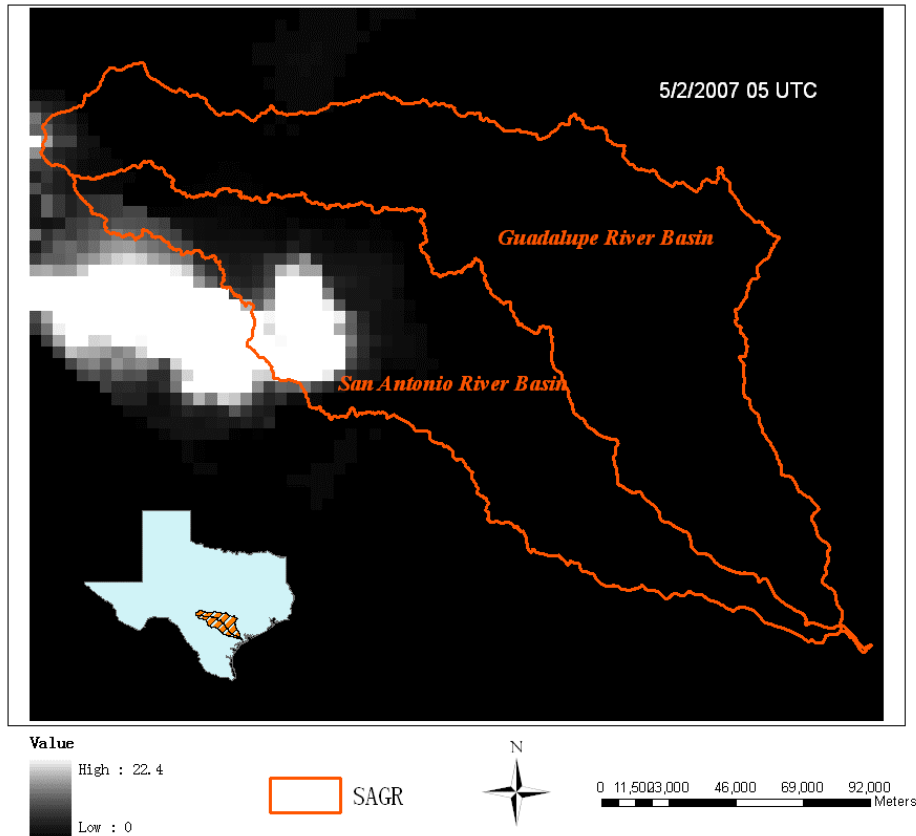 5/2/2007 05 UTC
Guadalupe River Basin
San Antonio River Basin
Value
High : 22.4
Low : 0
SAGR
N
0 11,50023,000 46,000 69,000 92,000
Meters